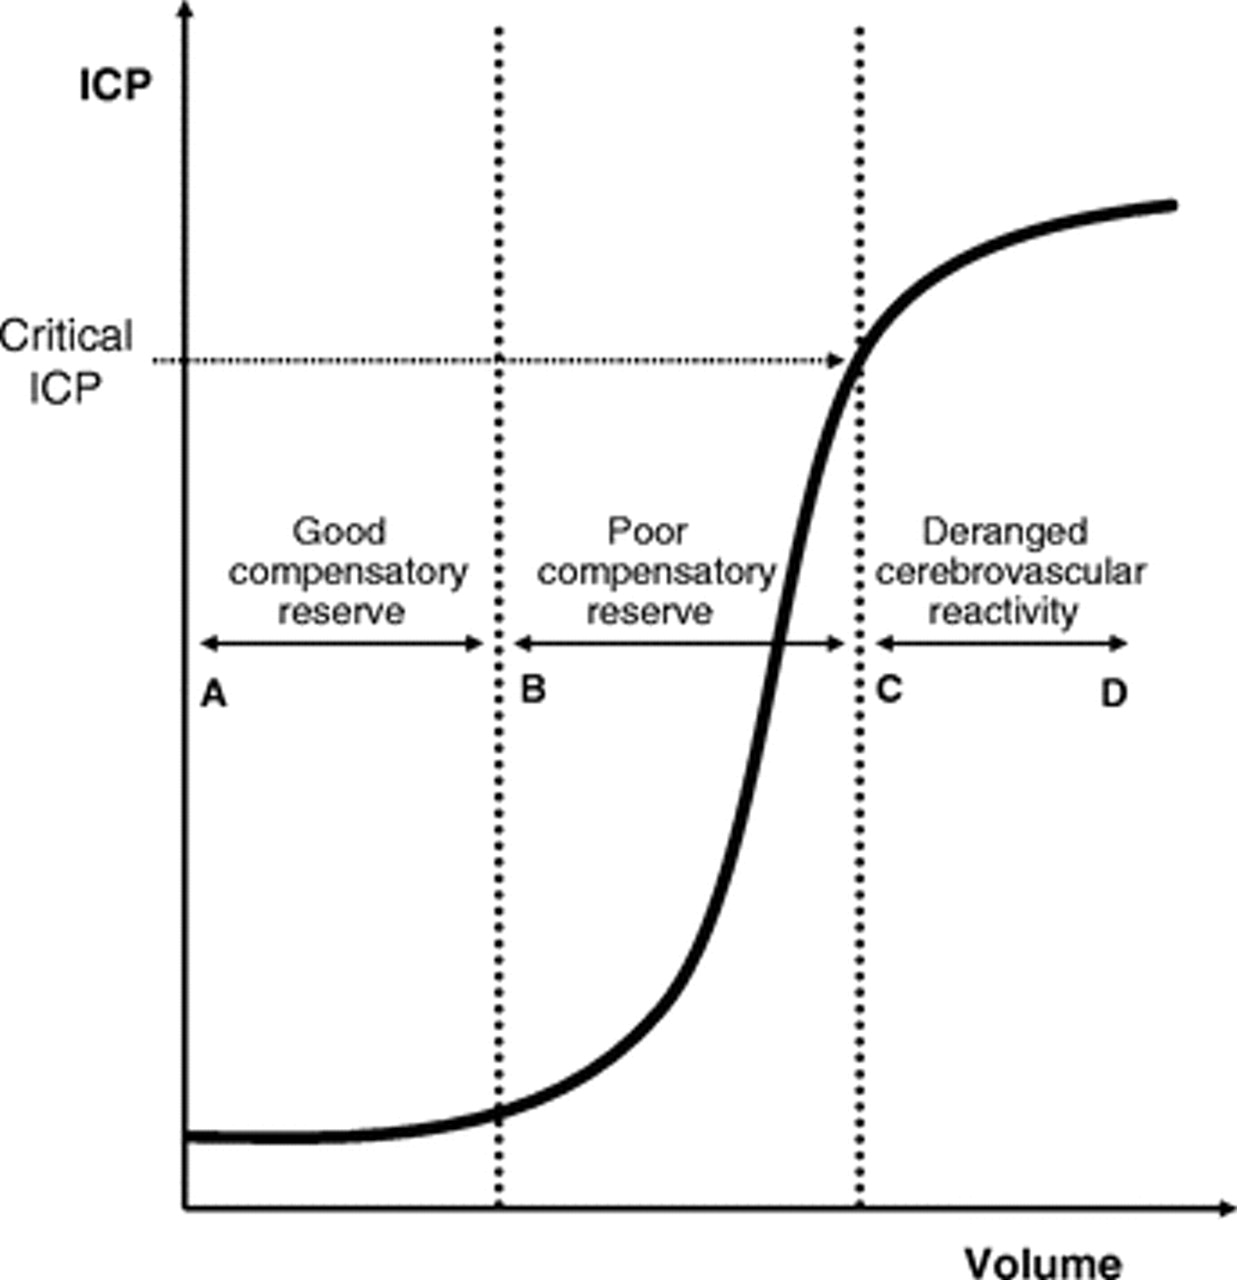 ICP
Critical
ICP
Good
compensatory
reserve
Poor
compensatory
reserve
Deranged
cerebrovascular
reactivity
A
B
C
D
Volume